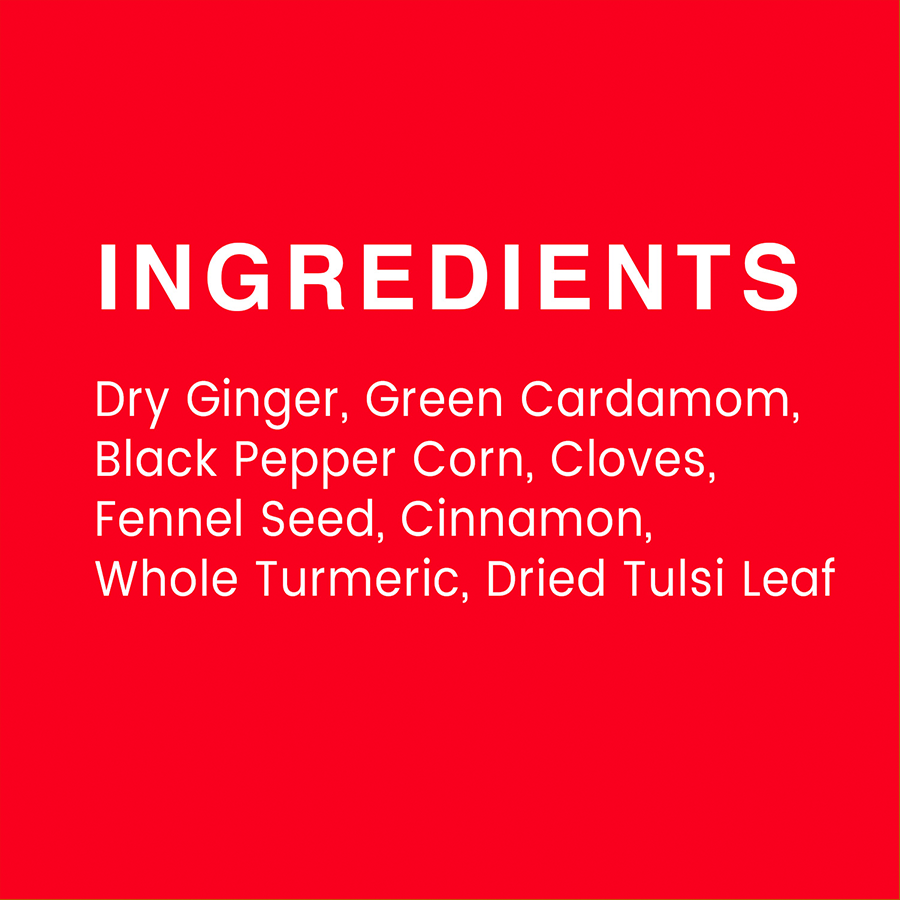 INGREDIENTS
Dry Ginger, Green Cardamom,
Black Pepper Corn, Cloves,
Fennel Seed, Cinnamon,
Whole Turmeric, Dried Tulsi Leaf